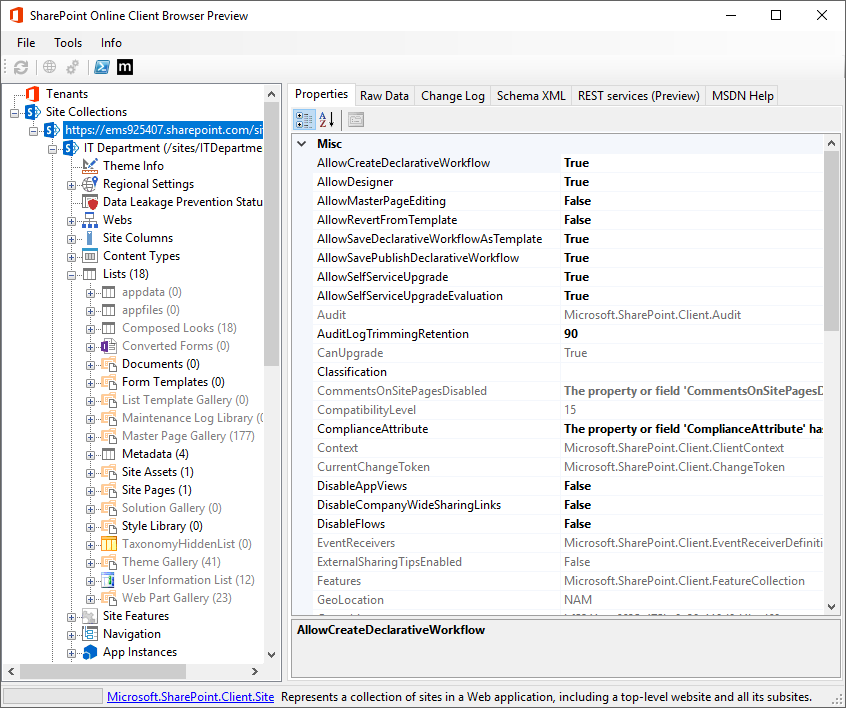 SharePoint Online Client Browser Preview
File Tools Info
m
Tenants
Site Collections
https://ems925407.sharepoint.com/si
IT Department (/sites/ITDepartme
Theme Info
Regional Settings
Data Leakage Prevention Statu
Webs
Site Columns
Content Types
Lists (18)
appdata (0)
appfiles (0)
Composed Looks (18)
Converted Forms (0)
Documents (0)
Form Templates (0)
List Template Gallery (0)
Maintenance Log Library (0
Master Page Gallery (177)
Metadata (4)
Site Assets (1)
Site Pages (1)
Solution Gallery (0)
Style Library (0)
TaxonomyHiddenList (0)
Theme Gallery (41)
User Information List (12)
Web Part Gallery (23)
Site Features
Navigation
App Instances
Properties Raw Data Change Log Schema XML REST services (Preview) MSDN Help
Misc
AllowCreateDeclarativeWorkflow True
AllowDesigner True
AllowMasterPageEditing False
AllowRevertFromTemplate False
AllowSaveDeclarativeWorkflowAsTemplate True
AllowSavePublishDeclarativeWorkflow True
AllowSelfServiceUpgrade True
AllowSelfServiceUpgradeEvaluation True
Audit Microsoft.SharePoint.Client.Audit
AuditLogTrimmingRetention 90
CanUpgrade True
Classification
CommentsOnSitePagesDisabled The property or field 'CommentsOnSitePagesD
CompatibilityLevel 15
ComplianceAttribute The property or field 'ComplianceAttribute' has
Context Microsoft.SharePoint.Client.ClientContext
CurrentChangeToken Microsoft.SharePoint.Client.ChangeToken
DisableAppViews False
DisableCompanyWideSharingLinks False
DisableFlows False
EventReceivers Microsoft.SharePoint.Client.EventReceiverDefiniti
ExternalSharingTipsEnabled False
Features Microsoft.SharePoint.Client.FeatureCollection
GeoLocation NAM
AllowCreateDeclarativeWorkflow
Microsoft.SharePoint.Client.Site Represents a collection of sites in a Web application, including a top-level website and all its subsites.